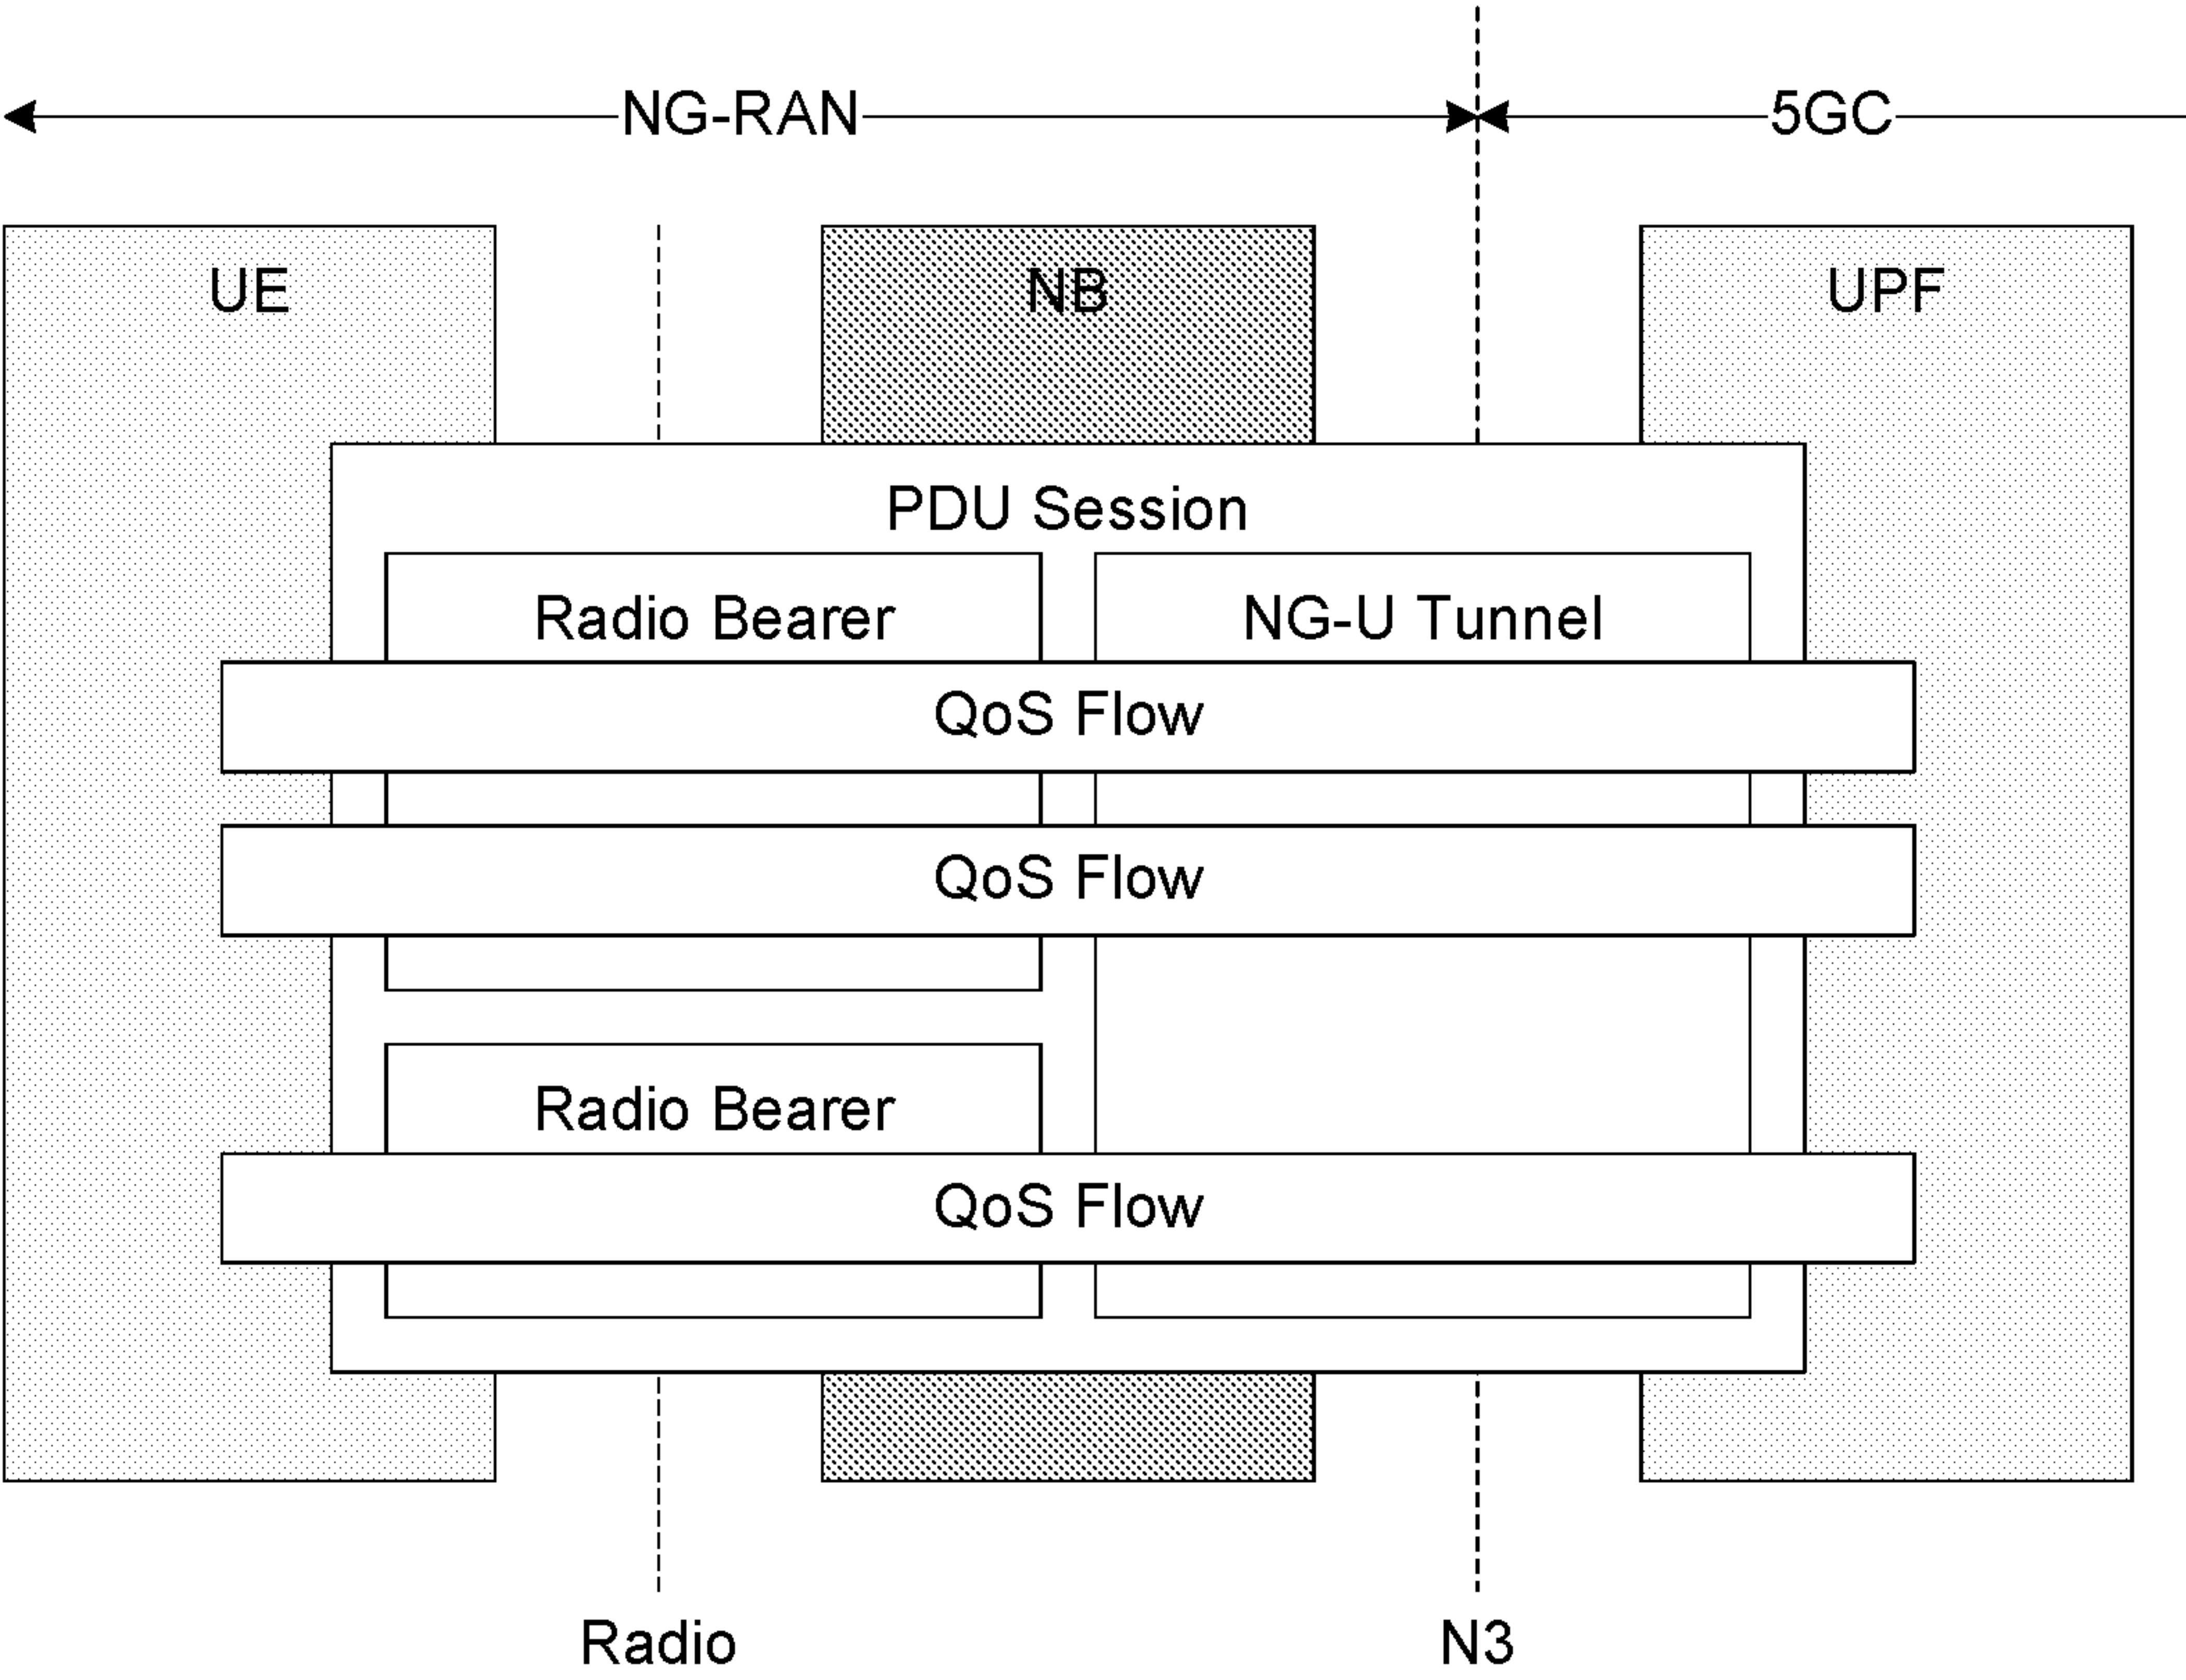 NG-RAN
5GC
UE
NB
UPF
PDU Session
Radio Bearer
NG-U Tunnel
QoS Flow
QoS Flow
Radio Bearer
QoS Flow
Radio
N3